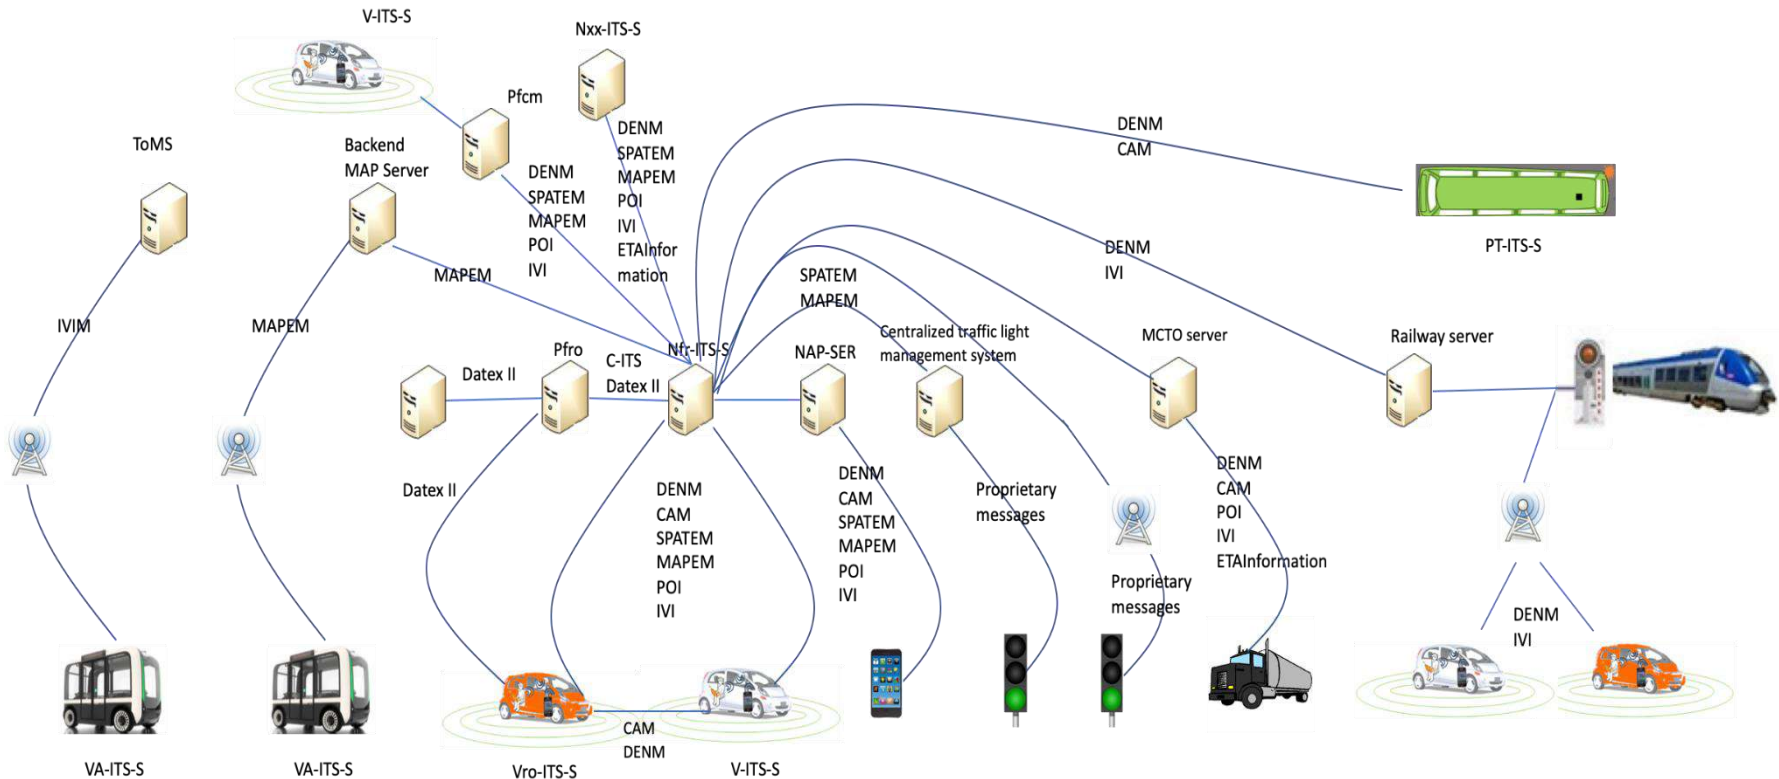 V-ITS-S
Nxx-ITS-S
Pfcm
ToMS
Backend
MAP Server
DENM
SPATEM
MAPEM
POI
IVI
DENM
SPATEM
MAPEM
POI
IVI
ETAInfor
mation
DENM
CAM
PT-ITS-S
DENM
IVI
MAPEM
SPATEM
MAPEM
IVIM
MAPEM
Pfro
C-ITS
Datex II
Datex II
Nfr-ITS-S
NAP-SER
Centralized traffic light
management system
MCTO server
Railway server
Datex II
DENM
CAM
SPATEM
MAPEM
POI
IVI
DENM
CAM
SPATEM
MAPEM
POI
IVI
Proprietary
messages
Proprietary
messages
DENM
CAM
POI
IVI
ETAInformation
DENM
IVI
CAM
DENM
VA-ITS-S
VA-ITS-S
Vro-ITS-S
V-ITS-S